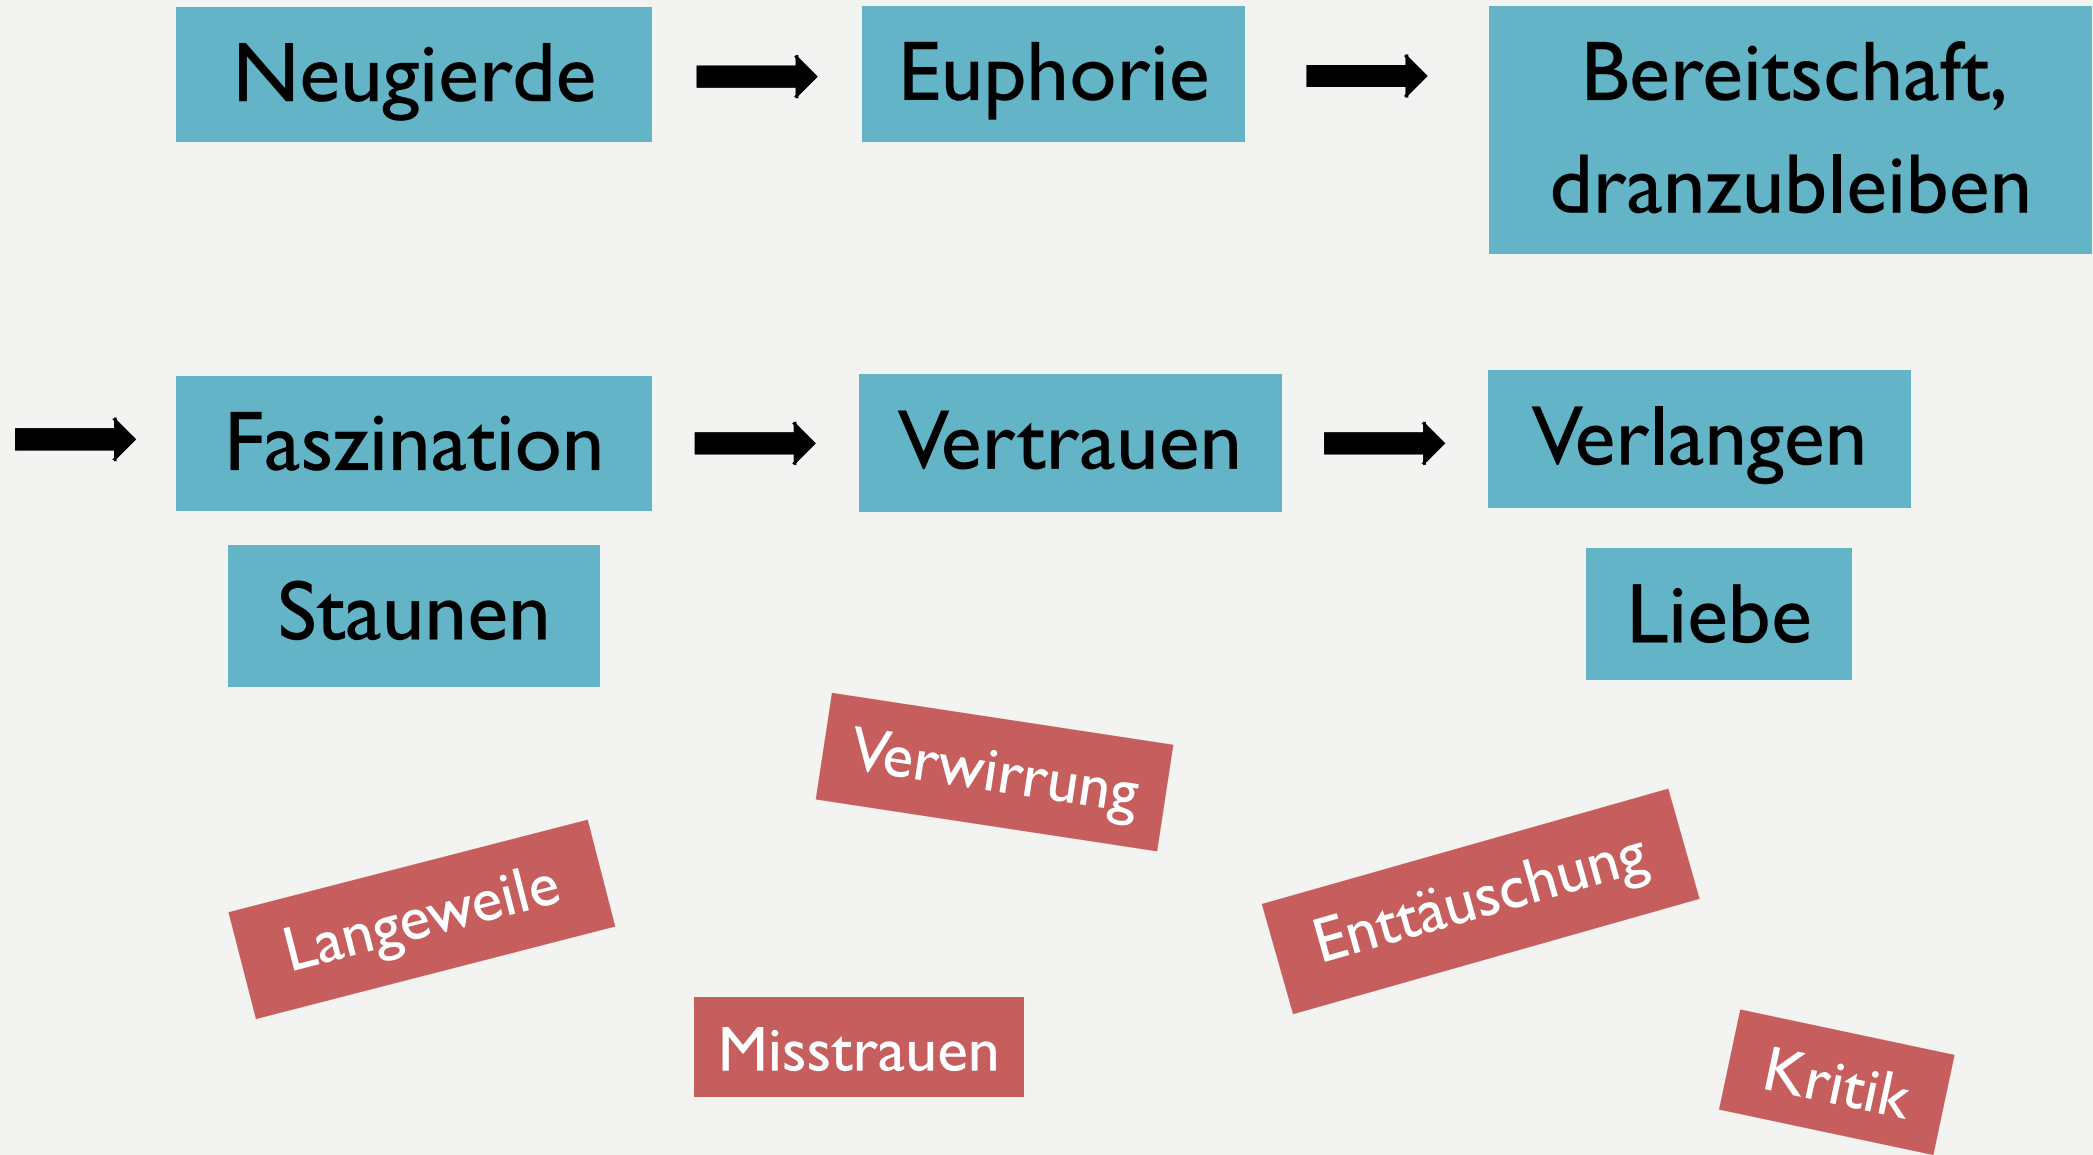 Neugierde
Euphorie
Bereitschaft,
dranzubleiben
Faszination
Vertrauen
Verlangen
Staunen
Liebe
Verwirrung
Langeweile
Enttäuschung
Misstrauen
Kritik